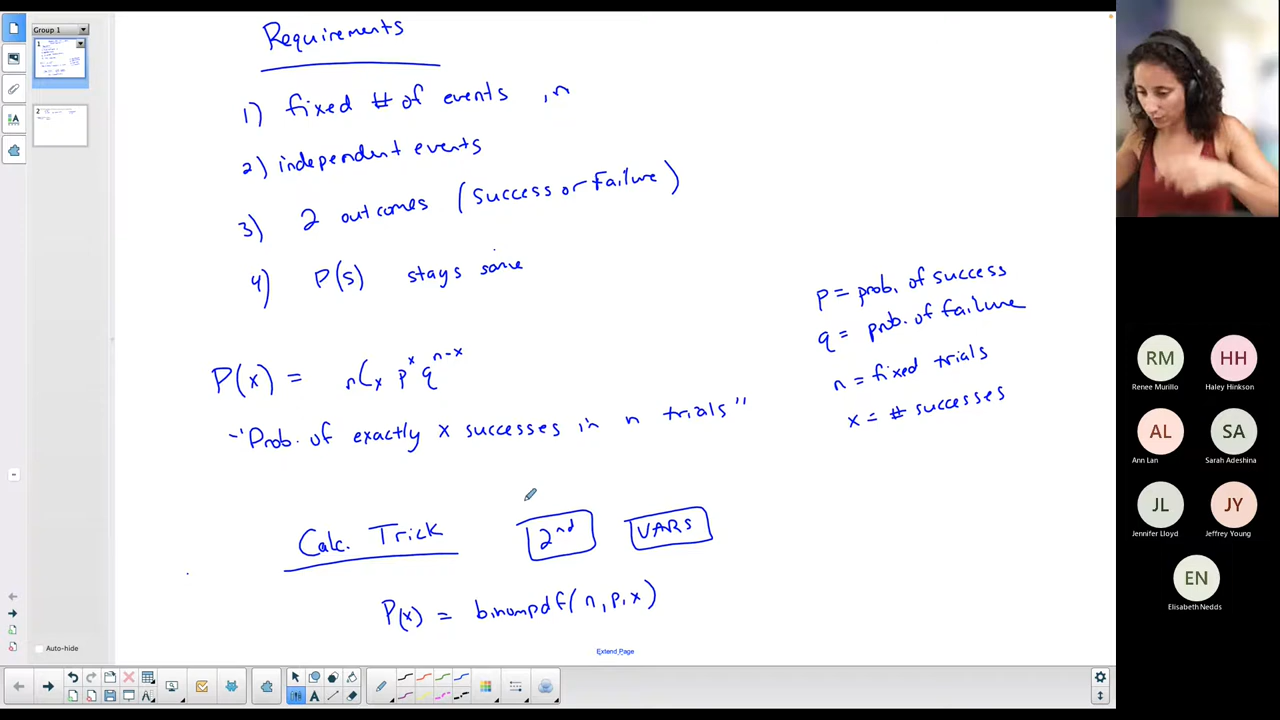 Group 1
1
2
Requirements
1) fixed # of events , n
2) independent events
3) 2 outcomes (Success or Failure)
4) P(S) stays same
p = prob. of success
q = prob. of failure
n = fixed trials
x = # successes
P(x) = nCx p^x q^n-x
"Prob. of exactly x successes in n trials"
Calc. Trick 2nd VARS
P(x) = binompdf(n, p, x)
Extend Page
Auto-hide
RM
Renee Murillo
HH
Haley Hinkson
AL
Ann Lan
SA
Sarah Adeshina
JL
Jennifer Lloyd
JY
Jeffrey Young
EN
Elisabeth Nedds